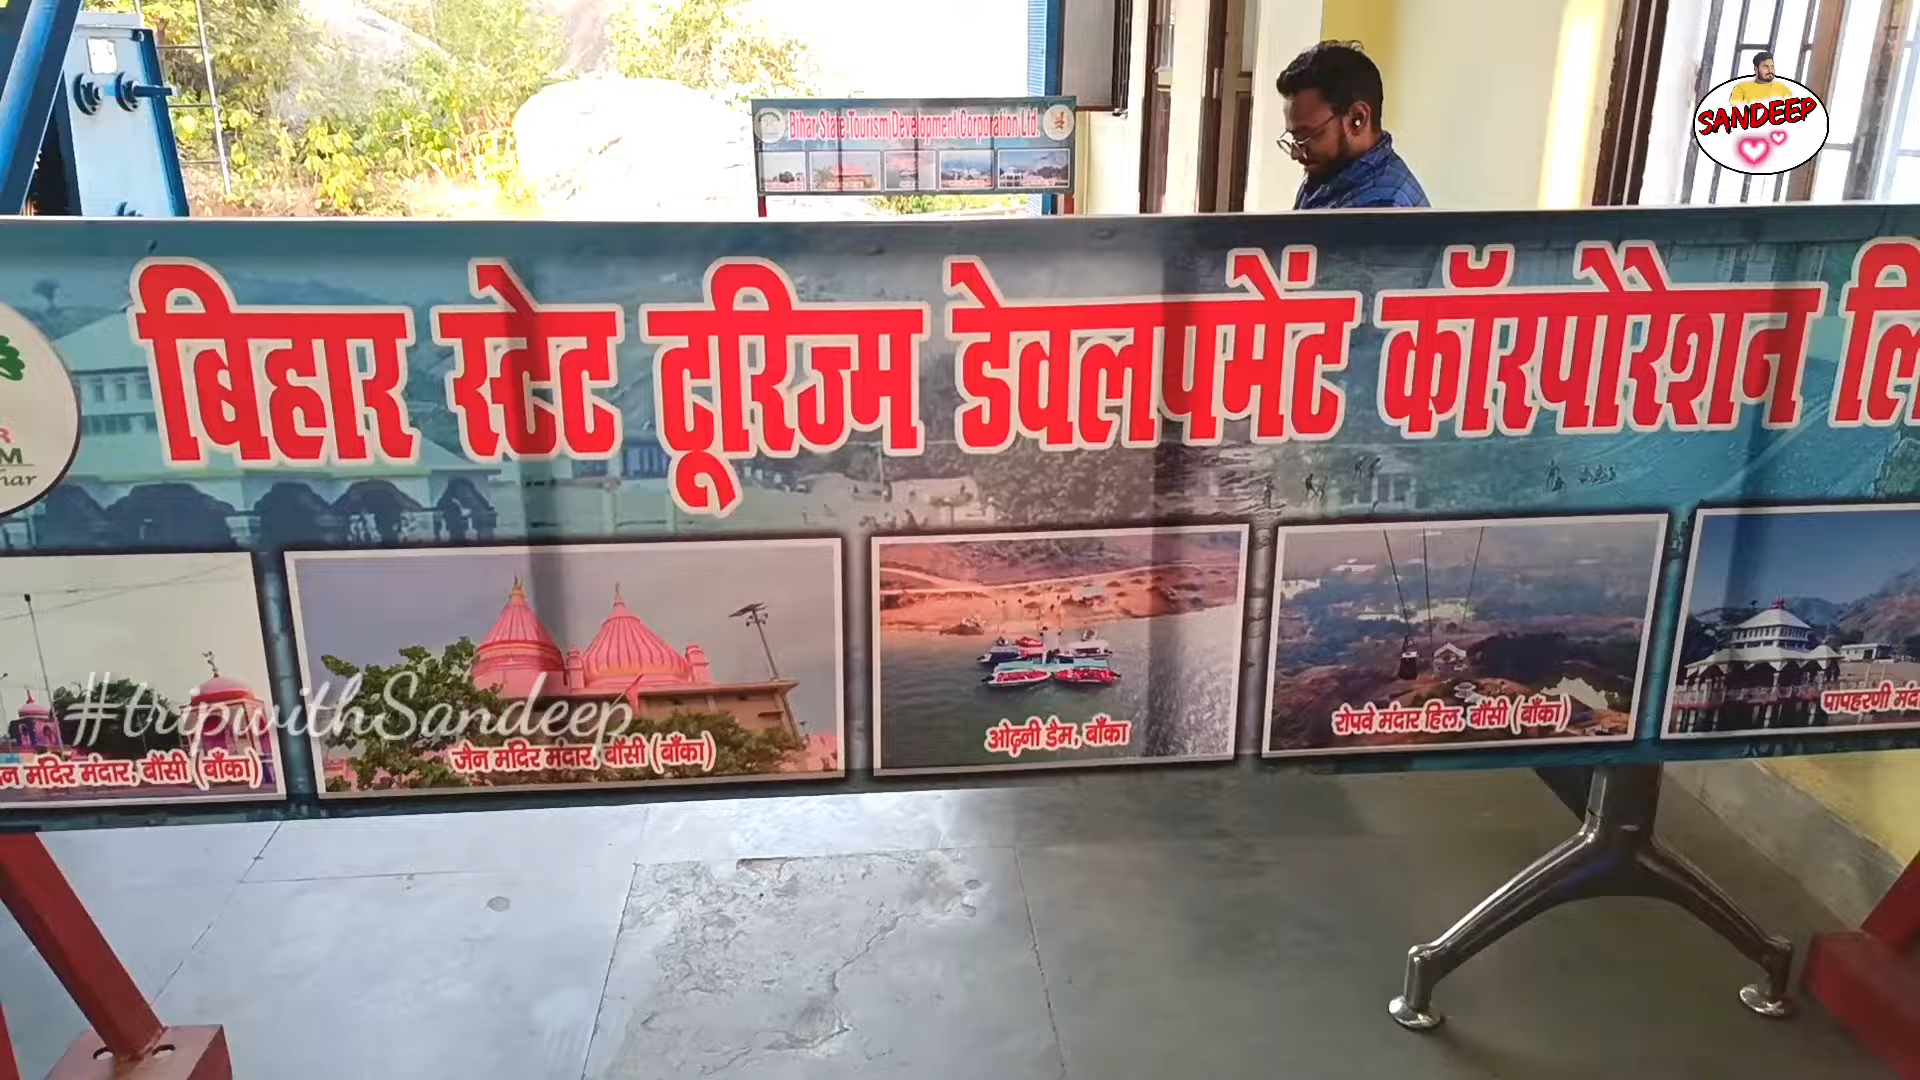 SANDEEP
Bihar State Tourism Development Corporation Ltd.
बिहार स्टेट टूरिज्म डेवलपमेंट कॉरपोरेशन लि
#tripwithSandeep
मंदिर मंदार, बौंसी (बाँका)
जैन मंदिर मंदार, बौंसी (बाँका)
ओढ़नी डैम, बाँका
रोपवे मंदार हिल, बौंसी (बाँका)
पापहरणी